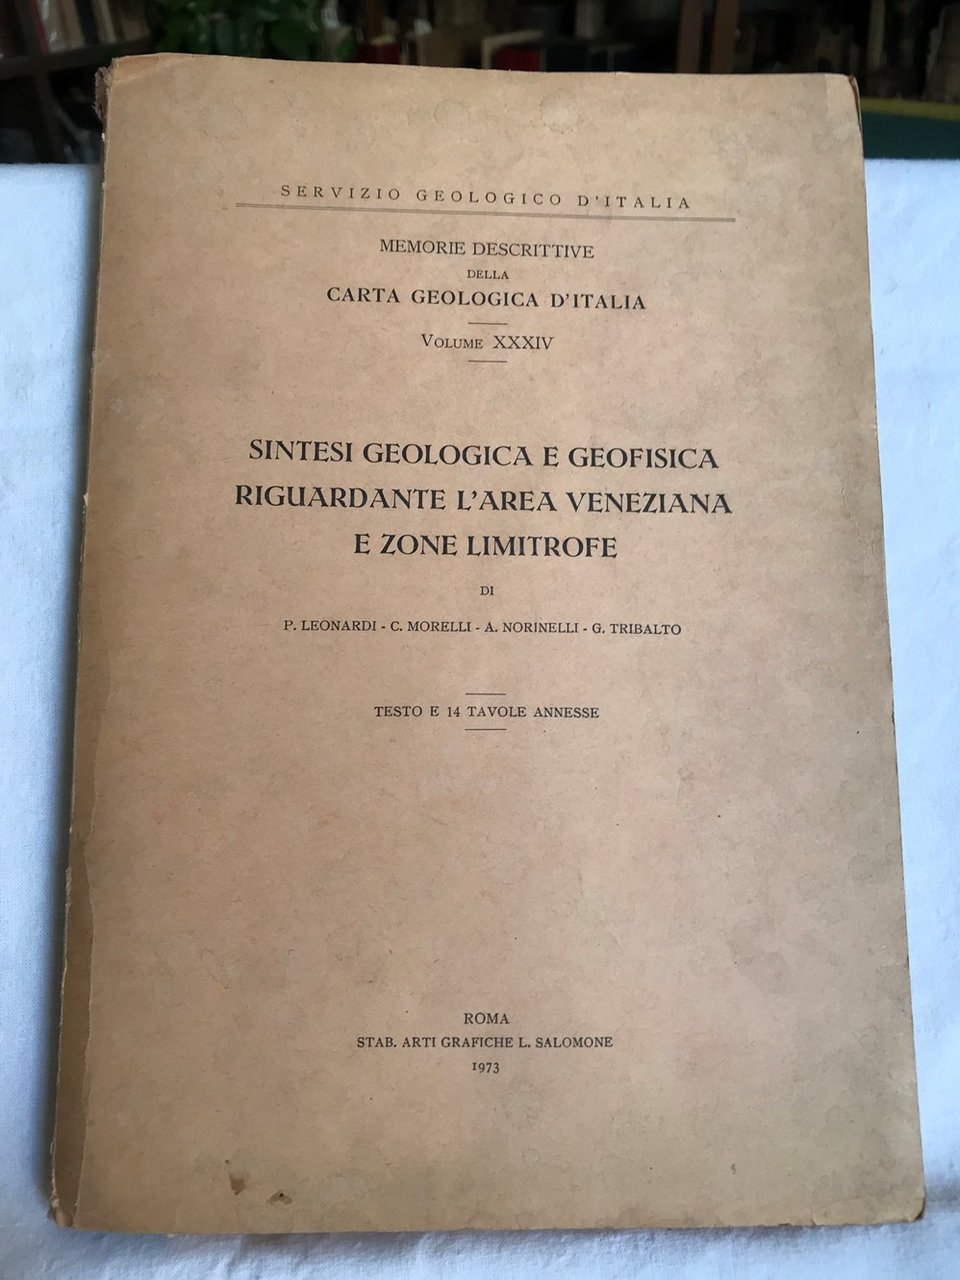 SERVIZIO GEOLOGICO D'ITALIA
MEMORIE DESCRITTIVE
DELLA
CARTA GEOLOGICA D'ITALIA
VOLUME XXXIV
SINTESI GEOLOGICA E GEOFISICA
RIGUARDANTE L'AREA VENEZIANA
E ZONE LIMITROFE
DI
P. LEONARDI - C. MORELLI - A. NORINELLI - G. TRIBALTO
TESTO E 14 TAVOLE ANNESSE
ROMA
STAB. ARTI GRAFICHE L. SALOMONE
1973